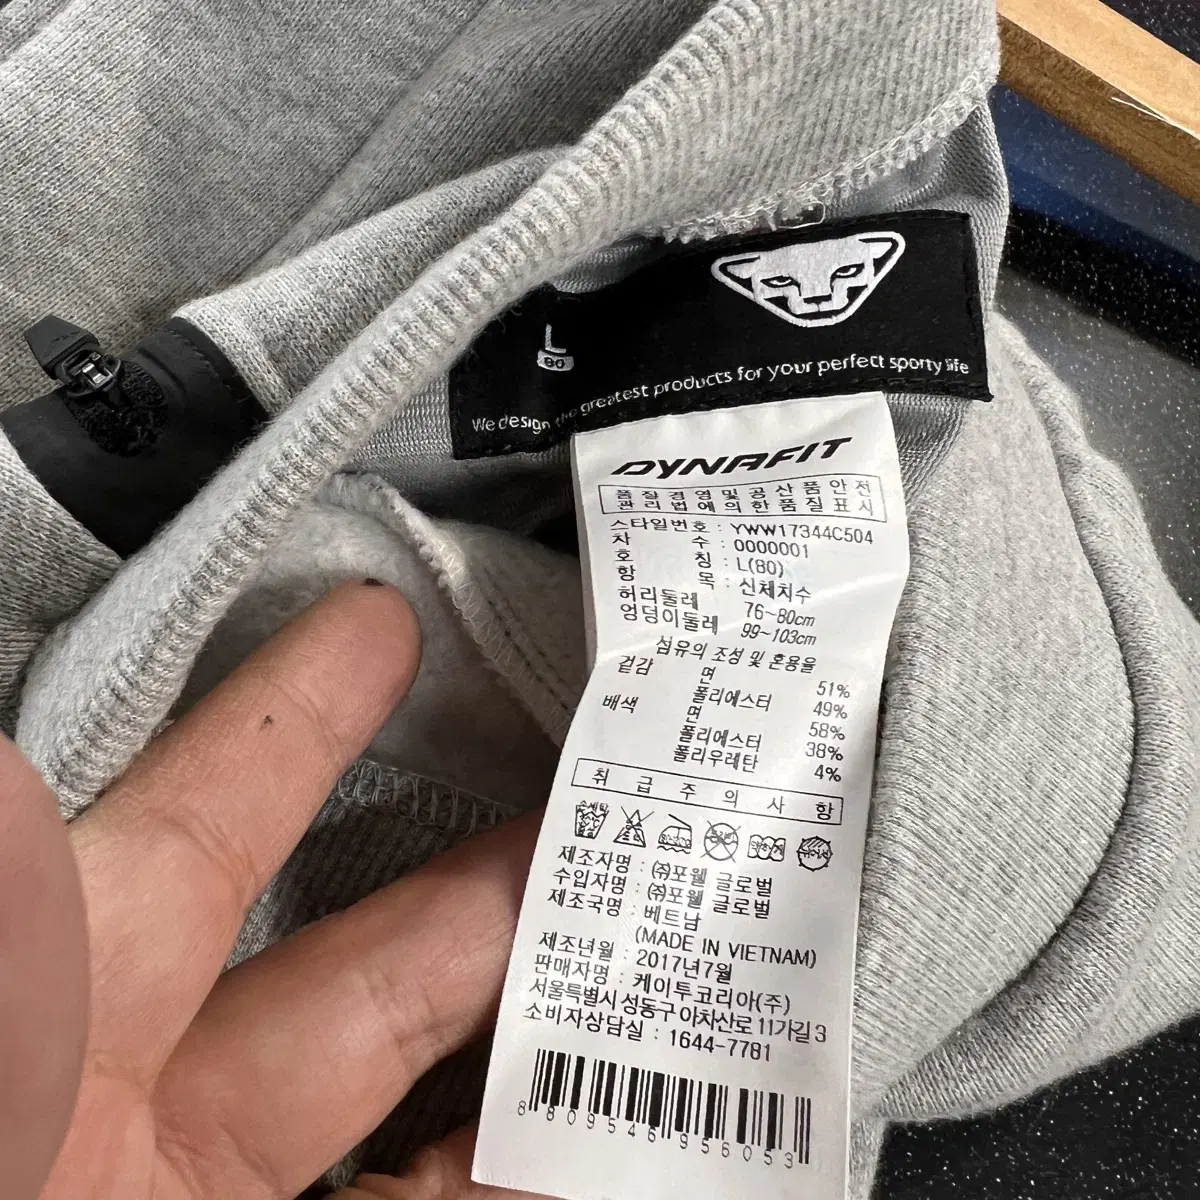 L
80
We design the greatest products for your perfect sporty life
DYNAFIT
품질경영및공산품안전
관리법에의한품질표시
스타일번호 : YWW17344C504
차 수 : 0000001
호 칭 : L(80)
항 목 : 신체치수
허리둘레 76~80cm
엉덩이둘레 99~103cm
섬유의 조성 및 혼용율
겉감 면 51%
폴리에스터 49%
배색 면 58%
폴리에스터 38%
폴리우레탄 4%
취급주의사항
제조자명 : ㈜포웰 글로벌
수입자명 : ㈜포웰 글로벌
제조국명 : 베트남
(MADE IN VIETNAM)
제조년월 : 2017년7월
판매자명 : 케이투코리아(주)
서울특별시 성동구 아차산로 11가길 3
소비자상담실 : 1644-7781
8 809546 956053